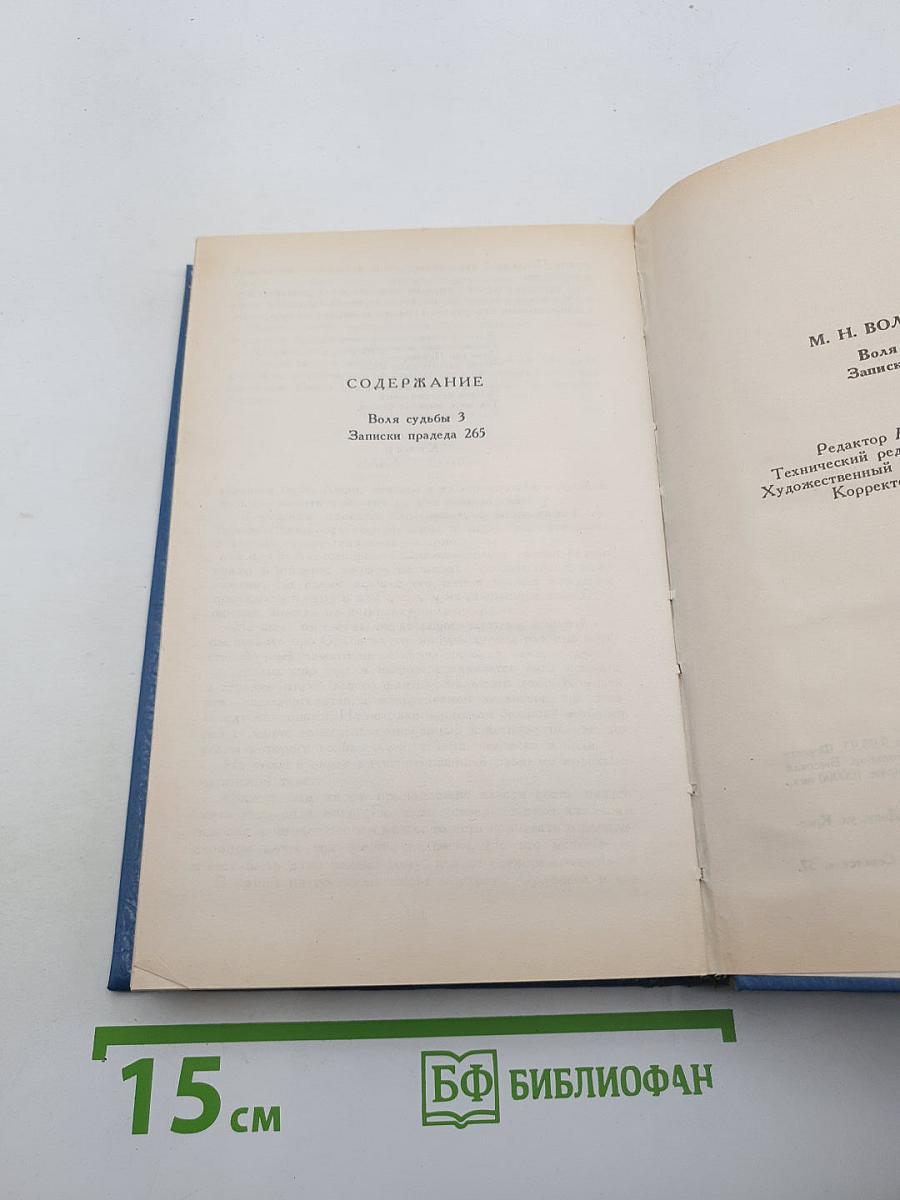 СОДЕРЖАНИЕ
Воля судьбы 3
Записки прадеда 265
М. Н. ВОЛ
Воля
Записк
Редактор
Технический ред
Художественный
Корректо
15 см
БФ БИБЛИОФАН